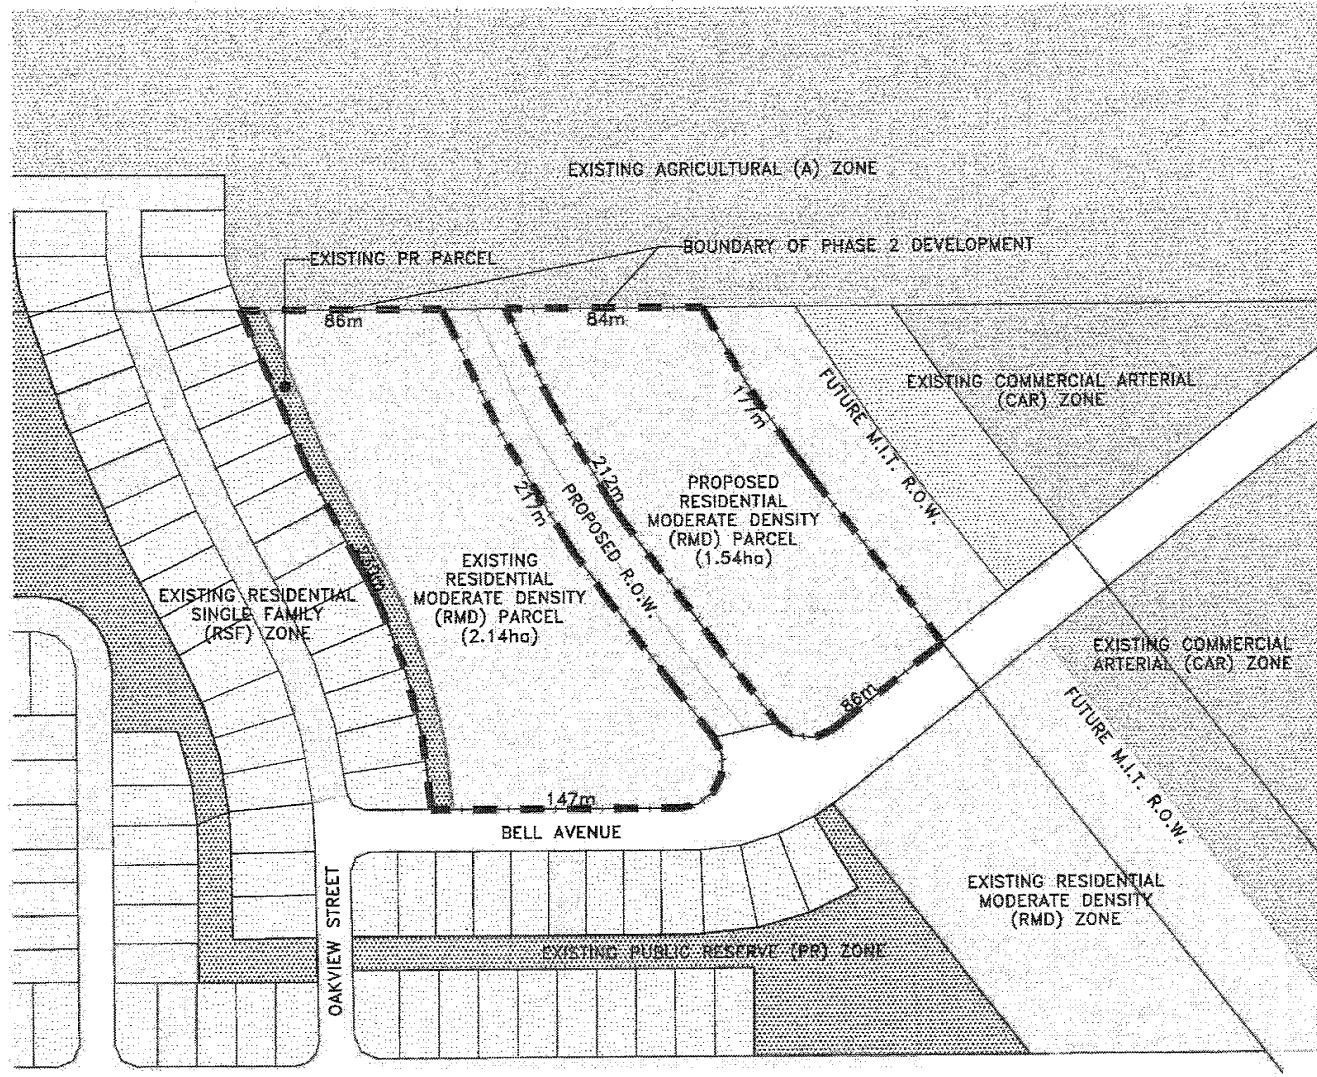 EXISTING AGRICULTURAL (A) ZONE
BOUNDARY OF PHASE 2 DEVELOPMENT
EXISTING PR PARCEL
86m
84m
177m
FUTURE M.I.T. R.O.W.
EXISTING COMMERCIAL ARTERIAL
(CAR) ZONE
212m
217m
PROPOSED R.O.W.
PROPOSED
RESIDENTIAL
MODERATE DENSITY
(RMD) PARCEL
(1.54ha)
EXISTING
RESIDENTIAL
MODERATE DENSITY
(RMD) PARCEL
(2.14ha)
EXISTING RESIDENTIAL
SINGLE FAMILY
(RSF) ZONE
EXISTING COMMERCIAL
ARTERIAL (CAR) ZONE
86m
FUTURE M.I.T. R.O.W.
147m
BELL AVENUE
OAKVIEW STREET
EXISTING RESIDENTIAL
MODERATE DENSITY
(RMD) ZONE
EXISTING PUBLIC RESERVE (PR) ZONE